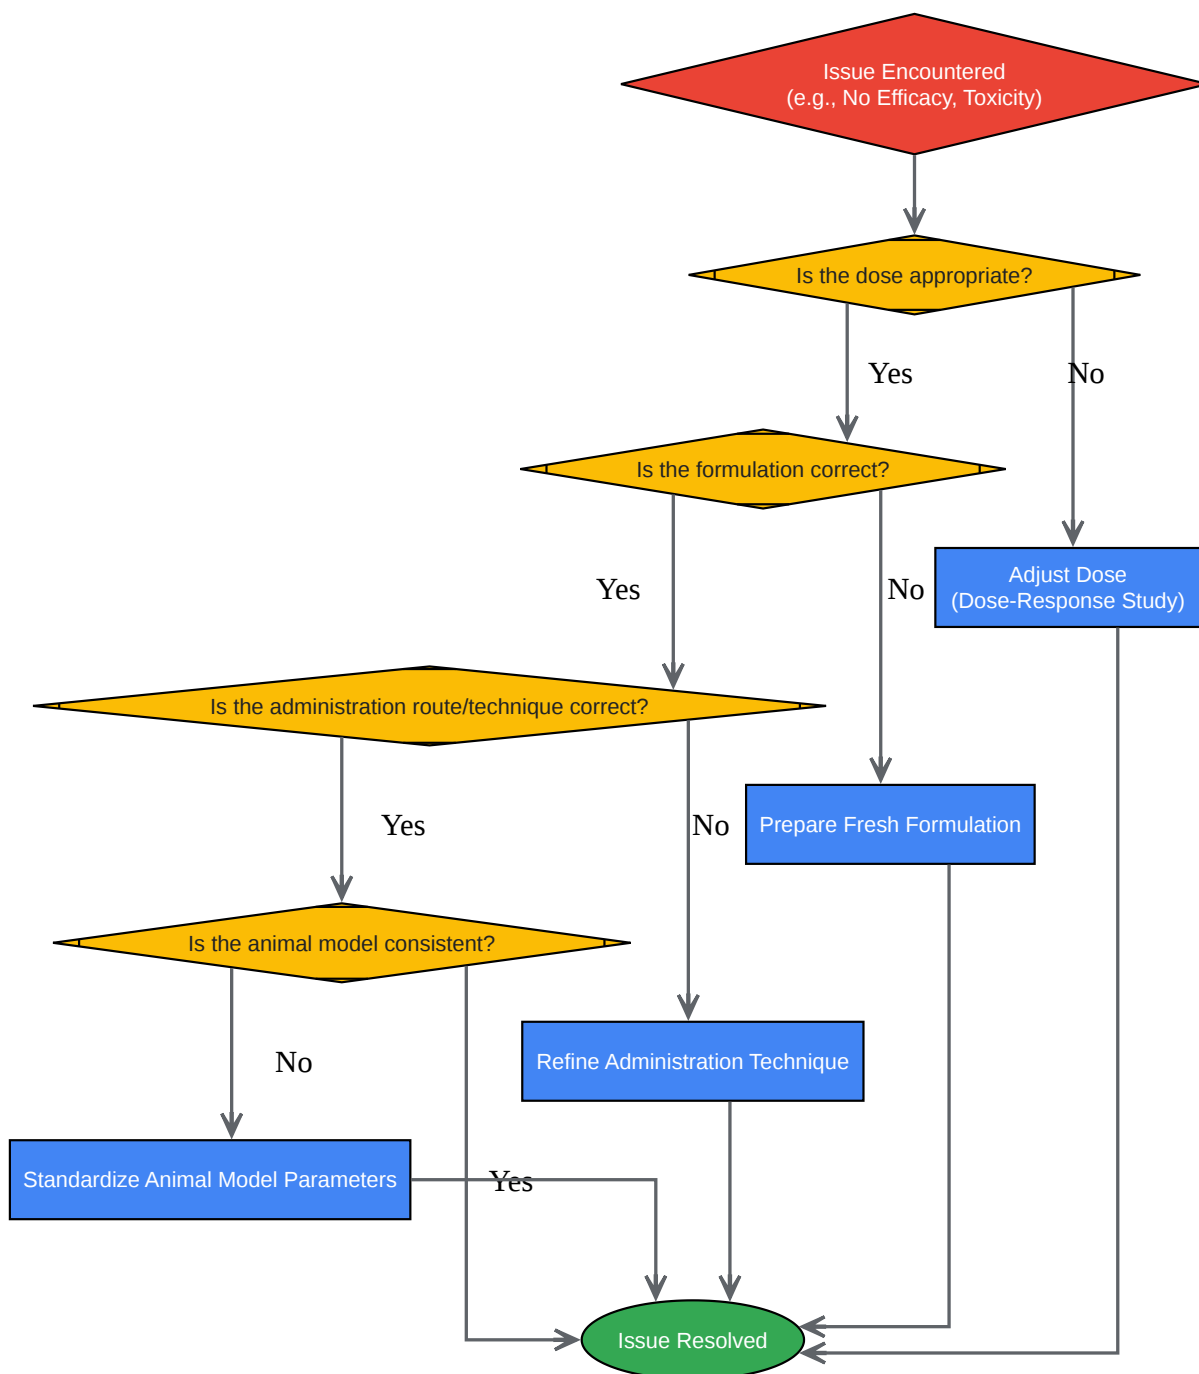 Issue Encountered
(e.g., No Efficacy, Toxicity)
Is the dose appropriate?
Yes
No
Is the formulation correct?
Adjust Dose
(Dose-Response Study)
Yes
No
Is the administration route/technique correct?
Prepare Fresh Formulation
Yes
No
Is the animal model consistent?
Refine Administration Technique
No
Standardize Animal Model Parameters
Yes
Issue Resolved